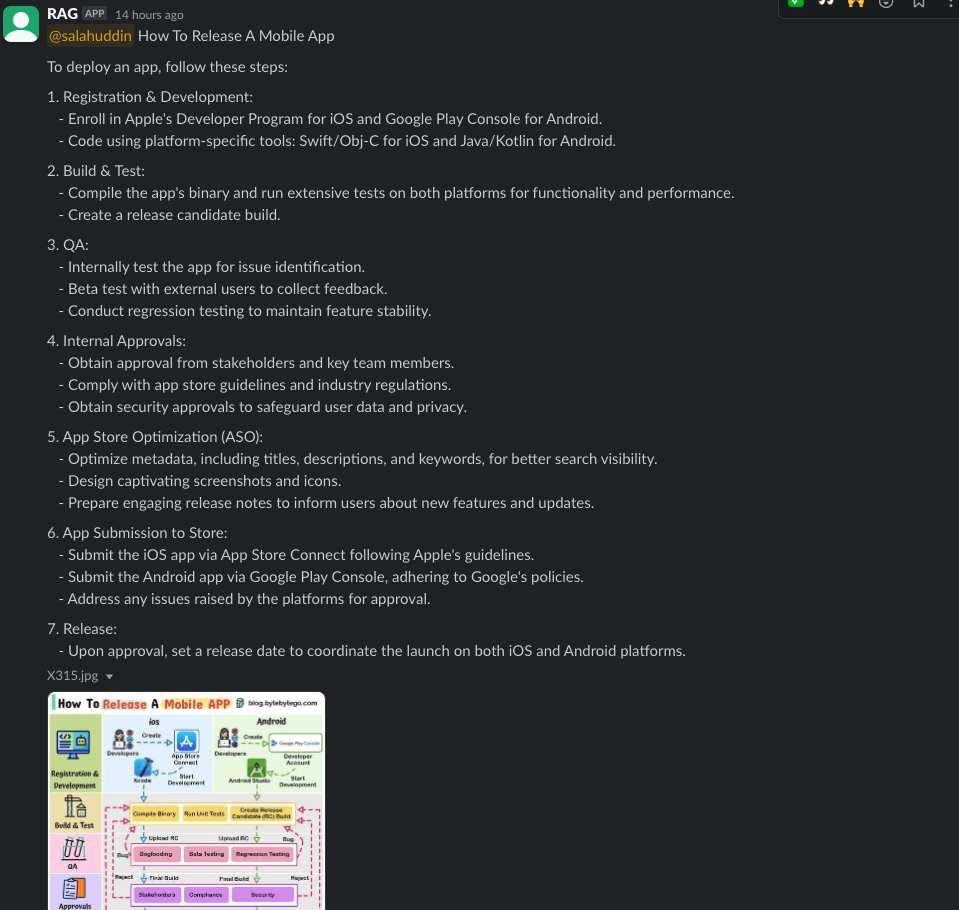 RAG APP 14 hours ago
@salahuddin How To Release A Mobile App
To deploy an app, follow these steps:
1. Registration & Development:
- Enroll in Apple's Developer Program for iOS and Google Play Console for Android.
- Code using platform-specific tools: Swift/Obj-C for iOS and Java/Kotlin for Android.
2. Build & Test:
- Compile the app's binary and run extensive tests on both platforms for functionality and performance.
- Create a release candidate build.
3. QA:
- Internally test the app for issue identification.
- Beta test with external users to collect feedback.
- Conduct regression testing to maintain feature stability.
4. Internal Approvals:
- Obtain approval from stakeholders and key team members.
- Comply with app store guidelines and industry regulations.
- Obtain security approvals to safeguard user data and privacy.
5. App Store Optimization (ASO):
- Optimize metadata, including titles, descriptions, and keywords, for better search visibility.
- Design captivating screenshots and icons.
- Prepare engaging release notes to inform users about new features and updates.
6. App Submission to Store:
- Submit the iOS app via App Store Connect following Apple's guidelines.
- Submit the Android app via Google Play Console, adhering to Google's policies.
- Address any issues raised by the platforms for approval.
7. Release:
- Upon approval, set a release date to coordinate the launch on both iOS and Android platforms.
X315.jpg
How To Release A Mobile APP blog.bytebytego.com
ios Android
Create Create Google Play Console
Developers App Store Connect Developers Developer Account
Xcode Start Development Android Studio Start Development
Registration & Development
Compile Binary Run Unit Tests Create Release Candidate (RC) Build
Build & Test
Upload RC Upload RC Bug
Bug Dogfooding Beta Testing Regression Testing
QA
Reject Final Build Final Build Reject
Stakeholders Compliance Security
Approvals